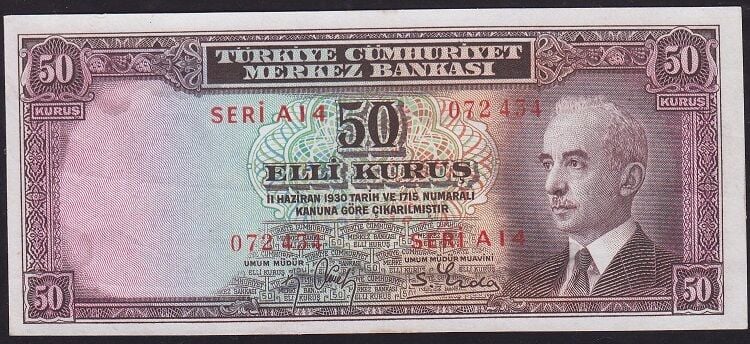 50 TÜRKİYE CÜMHURİYET 50
MERKEZ BANKASI
KURUŞ KURUŞ
SERİ A14 50 072434
ELLİ KURUŞ
11 HAZİRAN 1930 TARİH VE 1715 NUMARALI
KANUNA GÖRE ÇIKARILMIŞTIR
072434 SERİ A14
UMUM MÜDÜR UMUM MÜDÜR MUAVİNİ
50 50